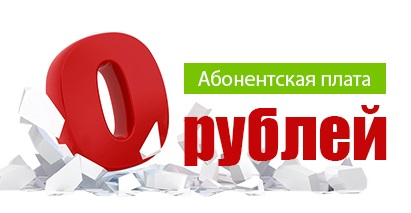 Абонентская плата
0 рублей